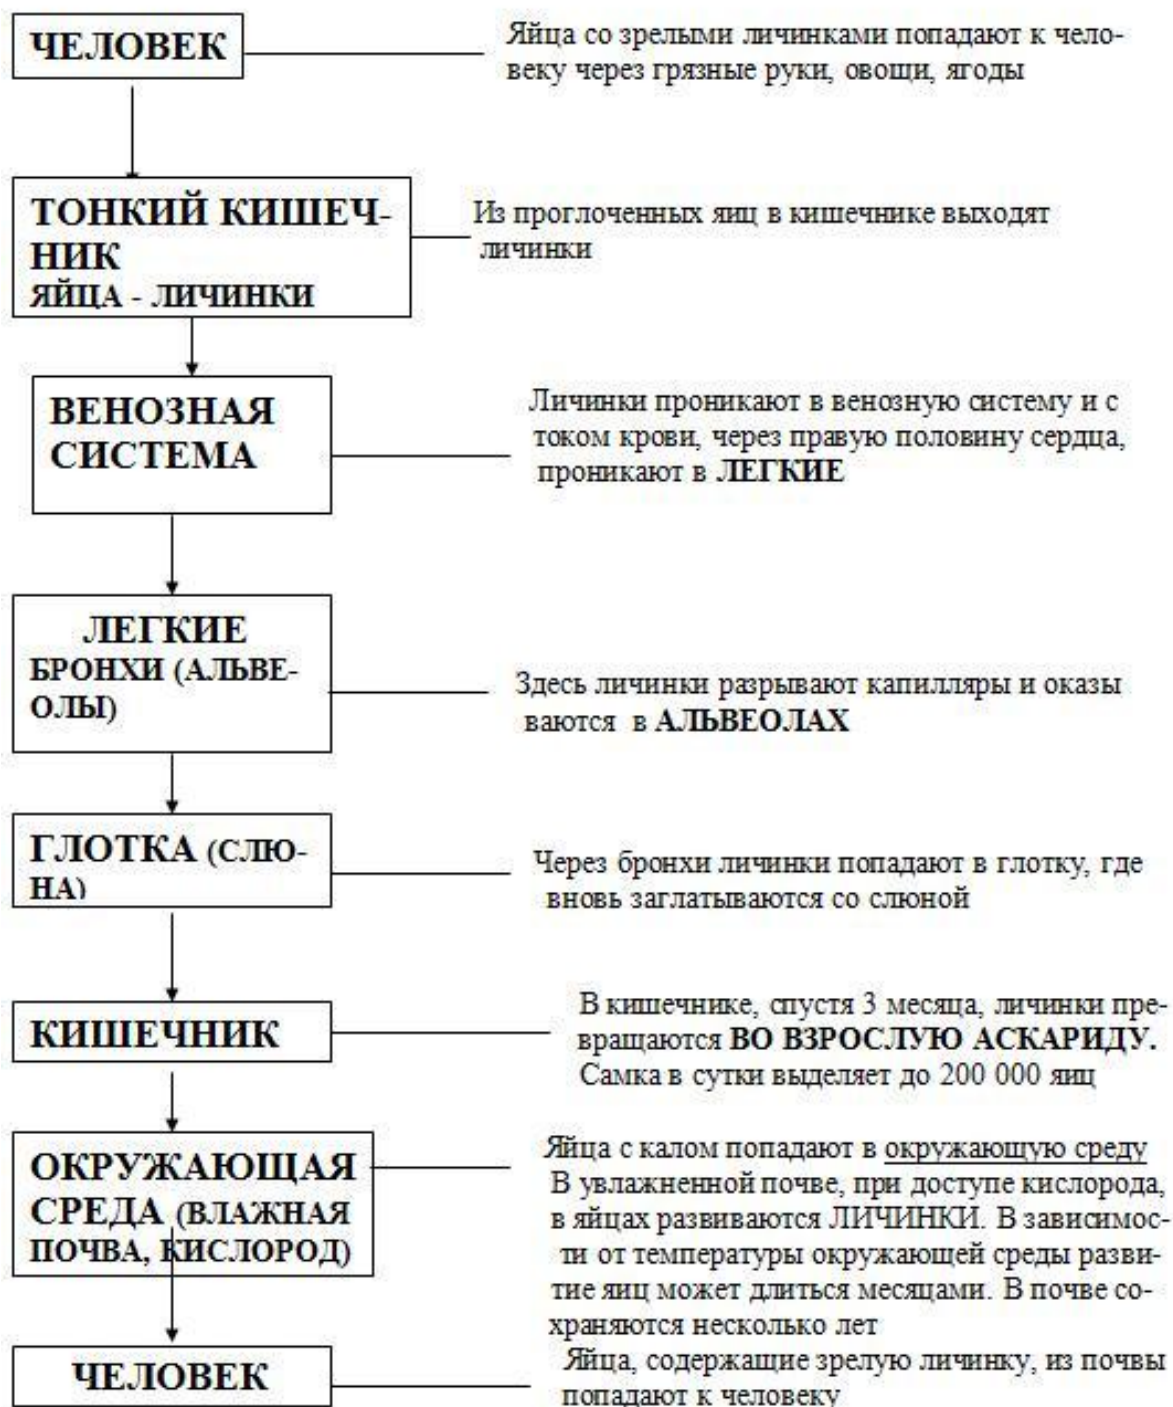 ЧЕЛОВЕК
Яйца со зрелыми личинками попадают к чело-
веку через грязные руки, овощи, ягоды
ТОНКИЙ КИШЕЧ-
НИК
ЯЙЦА - ЛИЧИНКИ
Из проглоченных яиц в кишечнике выходят
личинки
ВЕНОЗНАЯ
СИСТЕМА
Личинки проникают в венозную систему и с
током крови, через правую половину сердца,
проникают в ЛЕГКИЕ
ЛЕГКИЕ
БРОНХИ (АЛЬВЕ-
ОЛЫ)
Здесь личинки разрывают капилляры и оказы
ваются в АЛЬВЕОЛАХ
ГЛОТКА (СЛЮ-
НА)
Через бронхи личинки попадают в глотку, где
вновь заглатываются со слюной
КИШЕЧНИК
В кишечнике, спустя 3 месяца, личинки пре-
вращаются ВО ВЗРОСЛУЮ АСКАРИДУ.
Самка в сутки выделяет до 200 000 яиц
ОКРУЖАЮЩАЯ
СРЕДА (ВЛАЖНАЯ
ПОЧВА, КИСЛОРОД)
Яйца с калом попадают в окружающую среду
В увлажненной почве, при доступе кислорода,
в яйцах развиваются ЛИЧИНКИ. В зависимос-
ти от температуры окружающей среды разви-
тие яиц может длиться месяцами. В почве со-
храняются несколько лет
ЧЕЛОВЕК
Яйца, содержащие зрелую личинку, из почвы
попадают к человеку